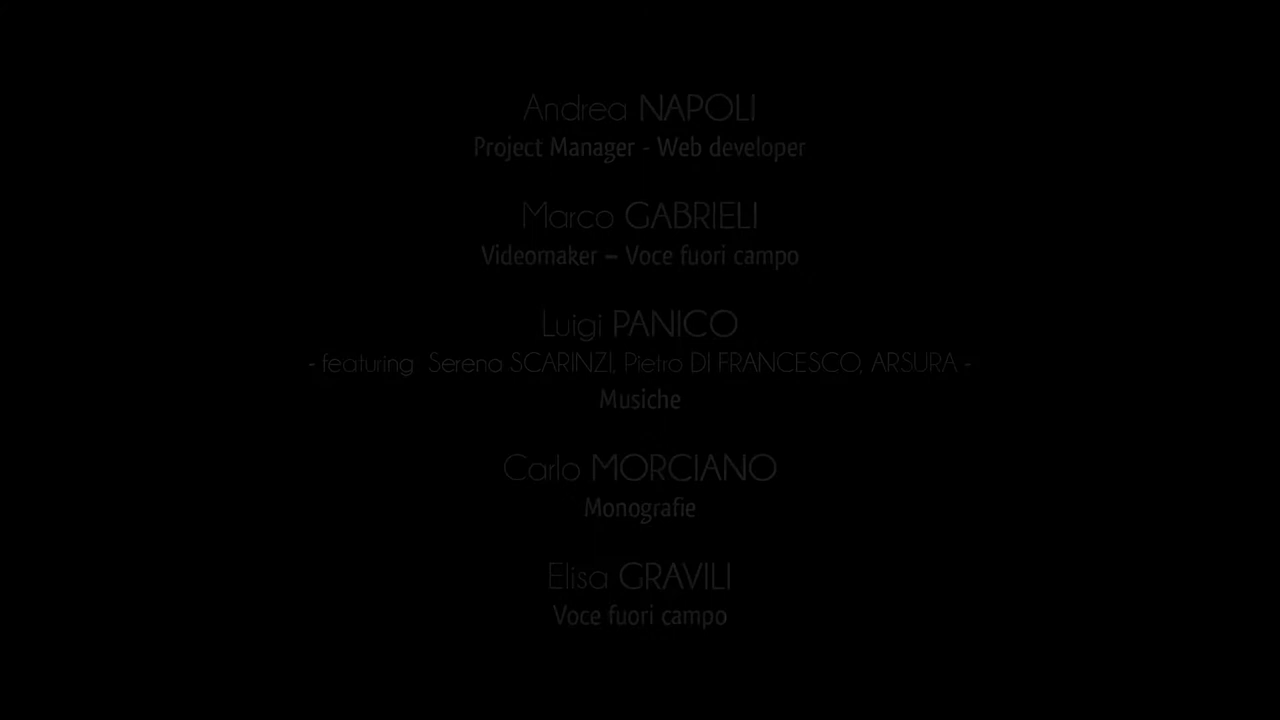 Andrea NAPOLI
Project Manager - Web developer
Marco GABRIELI
Videomaker – Voce fuori campo
Luigi PANICO
- featuring Serena SCARINZI, Pietro DI FRANCESCO, ARSURA -
Musiche
Carlo MORCIANO
Monografie
Elisa GRAVILI
Voce fuori campo